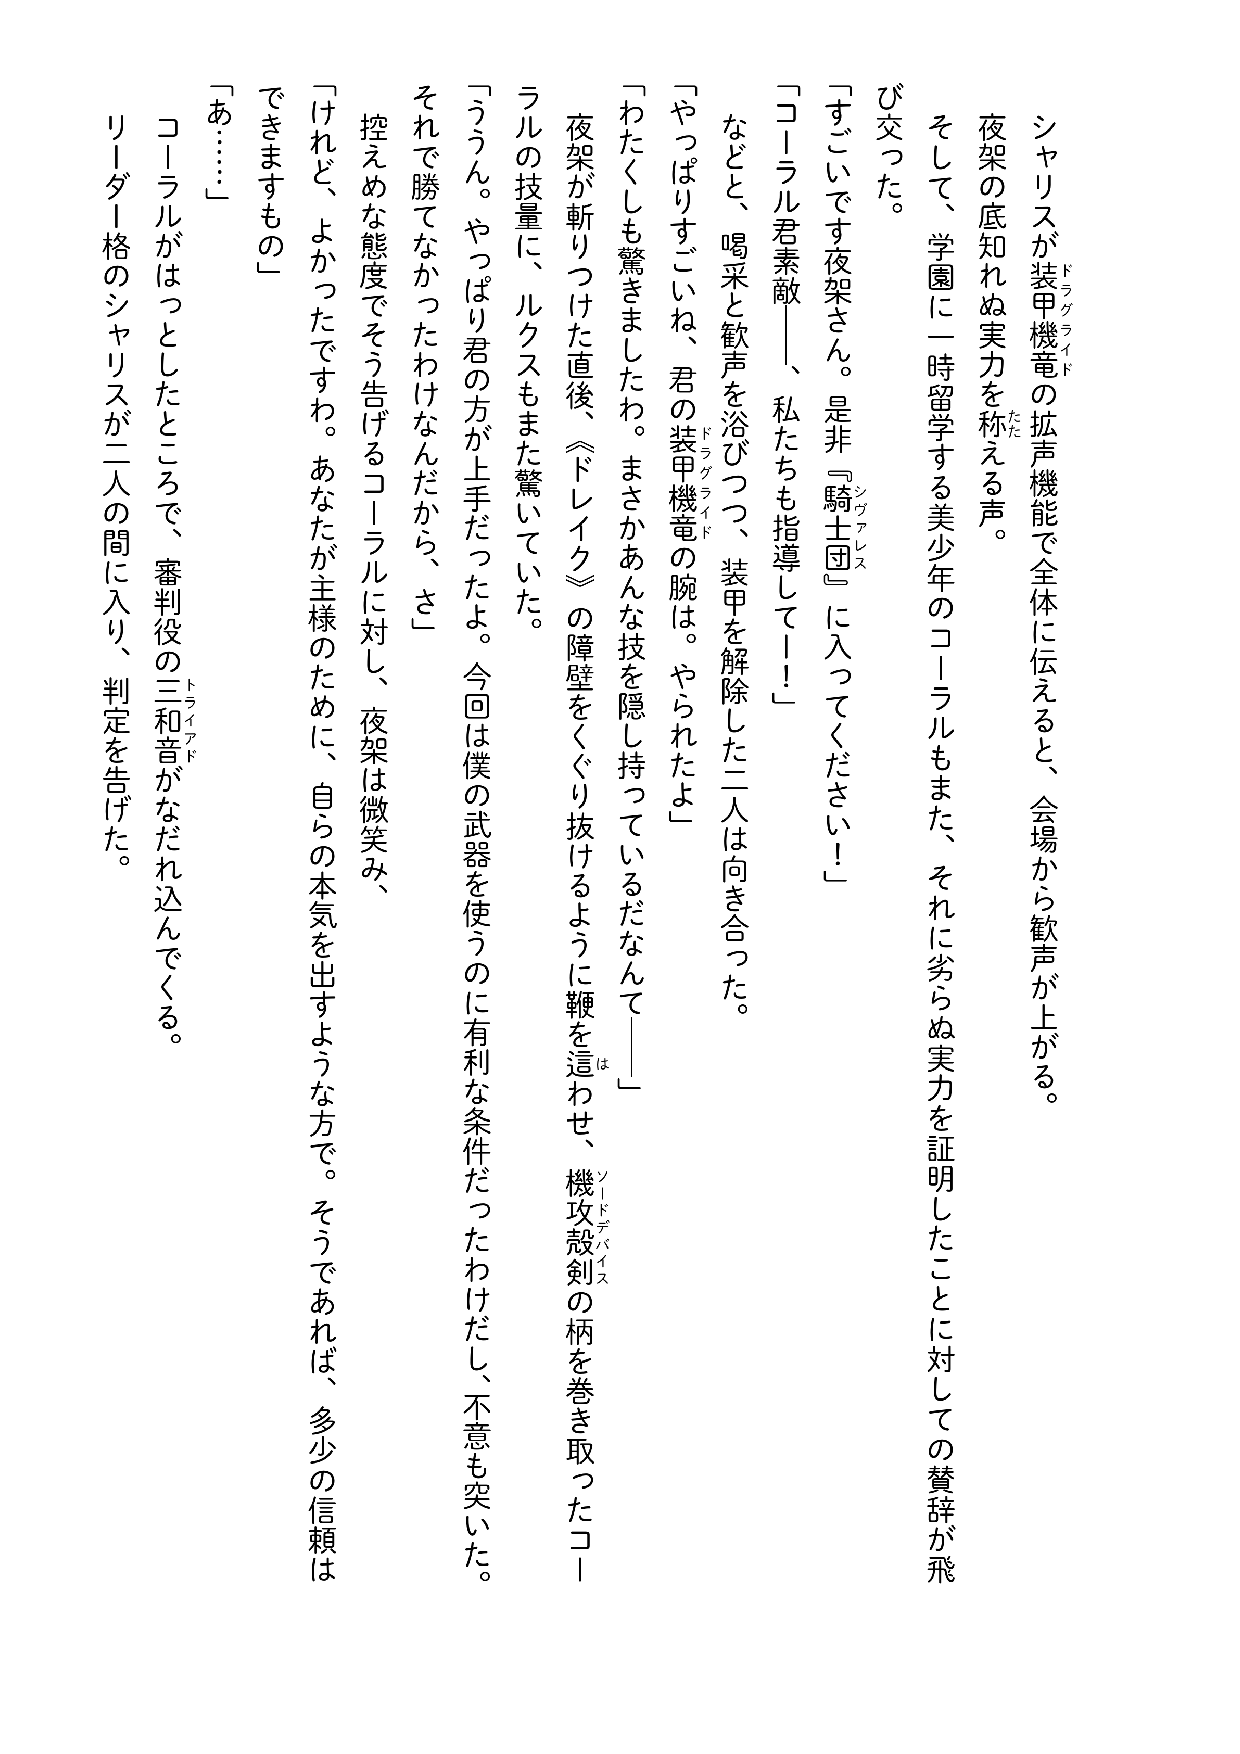 シャリスが装甲機竜の拡声機能で全体に伝えると、会場から歓声が上がる。
夜架の底知れぬ実力を称える声。
そして、学園に一時留学する美少年のコーラルもまた、それに劣らぬ実力を証明したことに対しての賛辞が飛
び交った。
「すごいです夜架さん。是非『騎士団』に入ってください！」
「コーラル君素敵――、私たちも指導してー！」
などと、喝采と歓声を浴びつつ、装甲を解除した二人は向き合った。
「やっぱりすごいね、君の装甲機竜の腕は。やられたよ」
「わたくしも驚きましたわ。まさかあんな技を隠し持っているだなんて――」
夜架が斬りつけた直後、《ドレイク》の障壁をくぐり抜けるように鞭を這わせ、機攻殻剣の柄を巻き取ったコー
ラルの技量に、ルクスもまた驚いていた。
「ううん。やっぱり君の方が上手だったよ。今回は僕の武器を使うのに有利な条件だったわけだし、不意も突いた。
それで勝てなかったわけなんだから、さ」
控えめな態度でそう告げるコーラルに対し、夜架は微笑み、
「けれど、よかったですわ。あなたが主様のために、自らの本気を出すような方で。そうであれば、多少の信頼は
できますもの」
「あ……」
コーラルがはっとしたところで、審判役の三和音がなだれ込んでくる。
リーダー格のシャリスが二人の間に入り、判定を告げた。